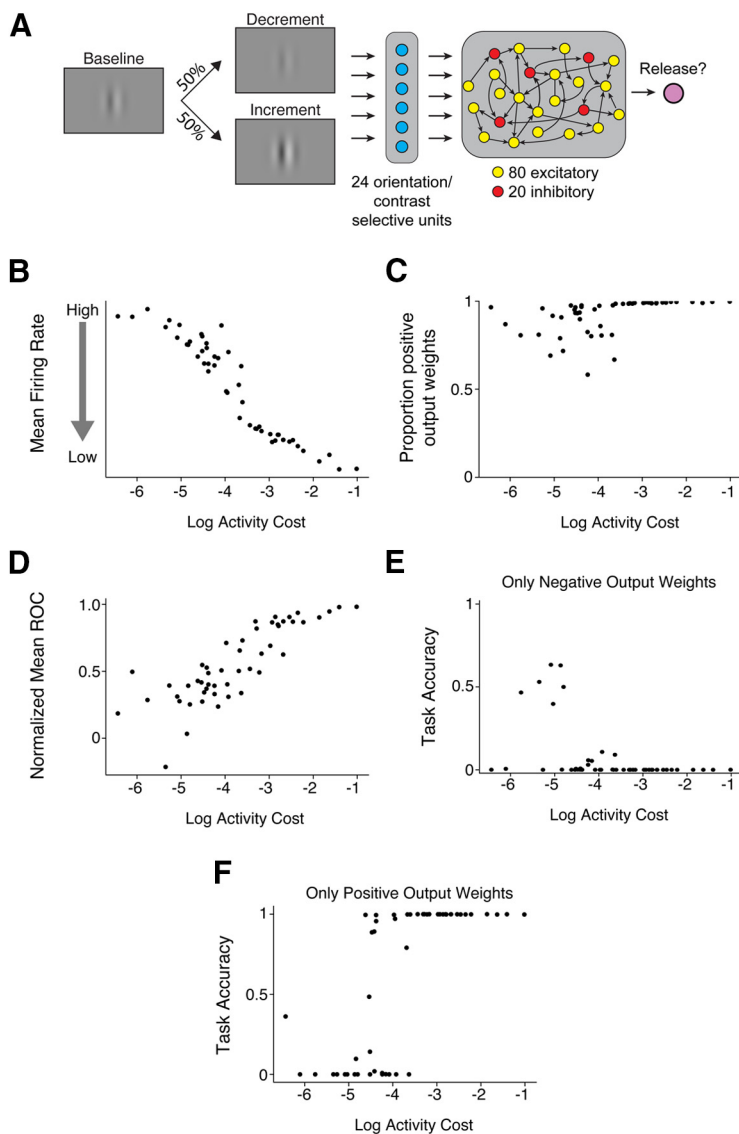 A
Baseline
Decrement
50%
50%
Increment
24 orientation/
contrast
selective units
80 excitatory
20 inhibitory
Release?
B
High
Low
Mean Firing Rate
-6 -5 -4 -3 -2 -1
Log Activity Cost
C
1
0.5
0
Proportion positive
output weights
-6 -5 -4 -3 -2 -1
Log Activity Cost
D
1.0
0.5
0
Normalized Mean ROC
-6 -5 -4 -3 -2 -1
Log Activity Cost
E
Only Negative Output Weights
1
0.5
0
Task Accuracy
-6 -5 -4 -3 -2 -1
Log Activity Cost
F
Only Positive Output Weights
1
0.5
0
Task Accuracy
-6 -5 -4 -3 -2 -1
Log Activity Cost